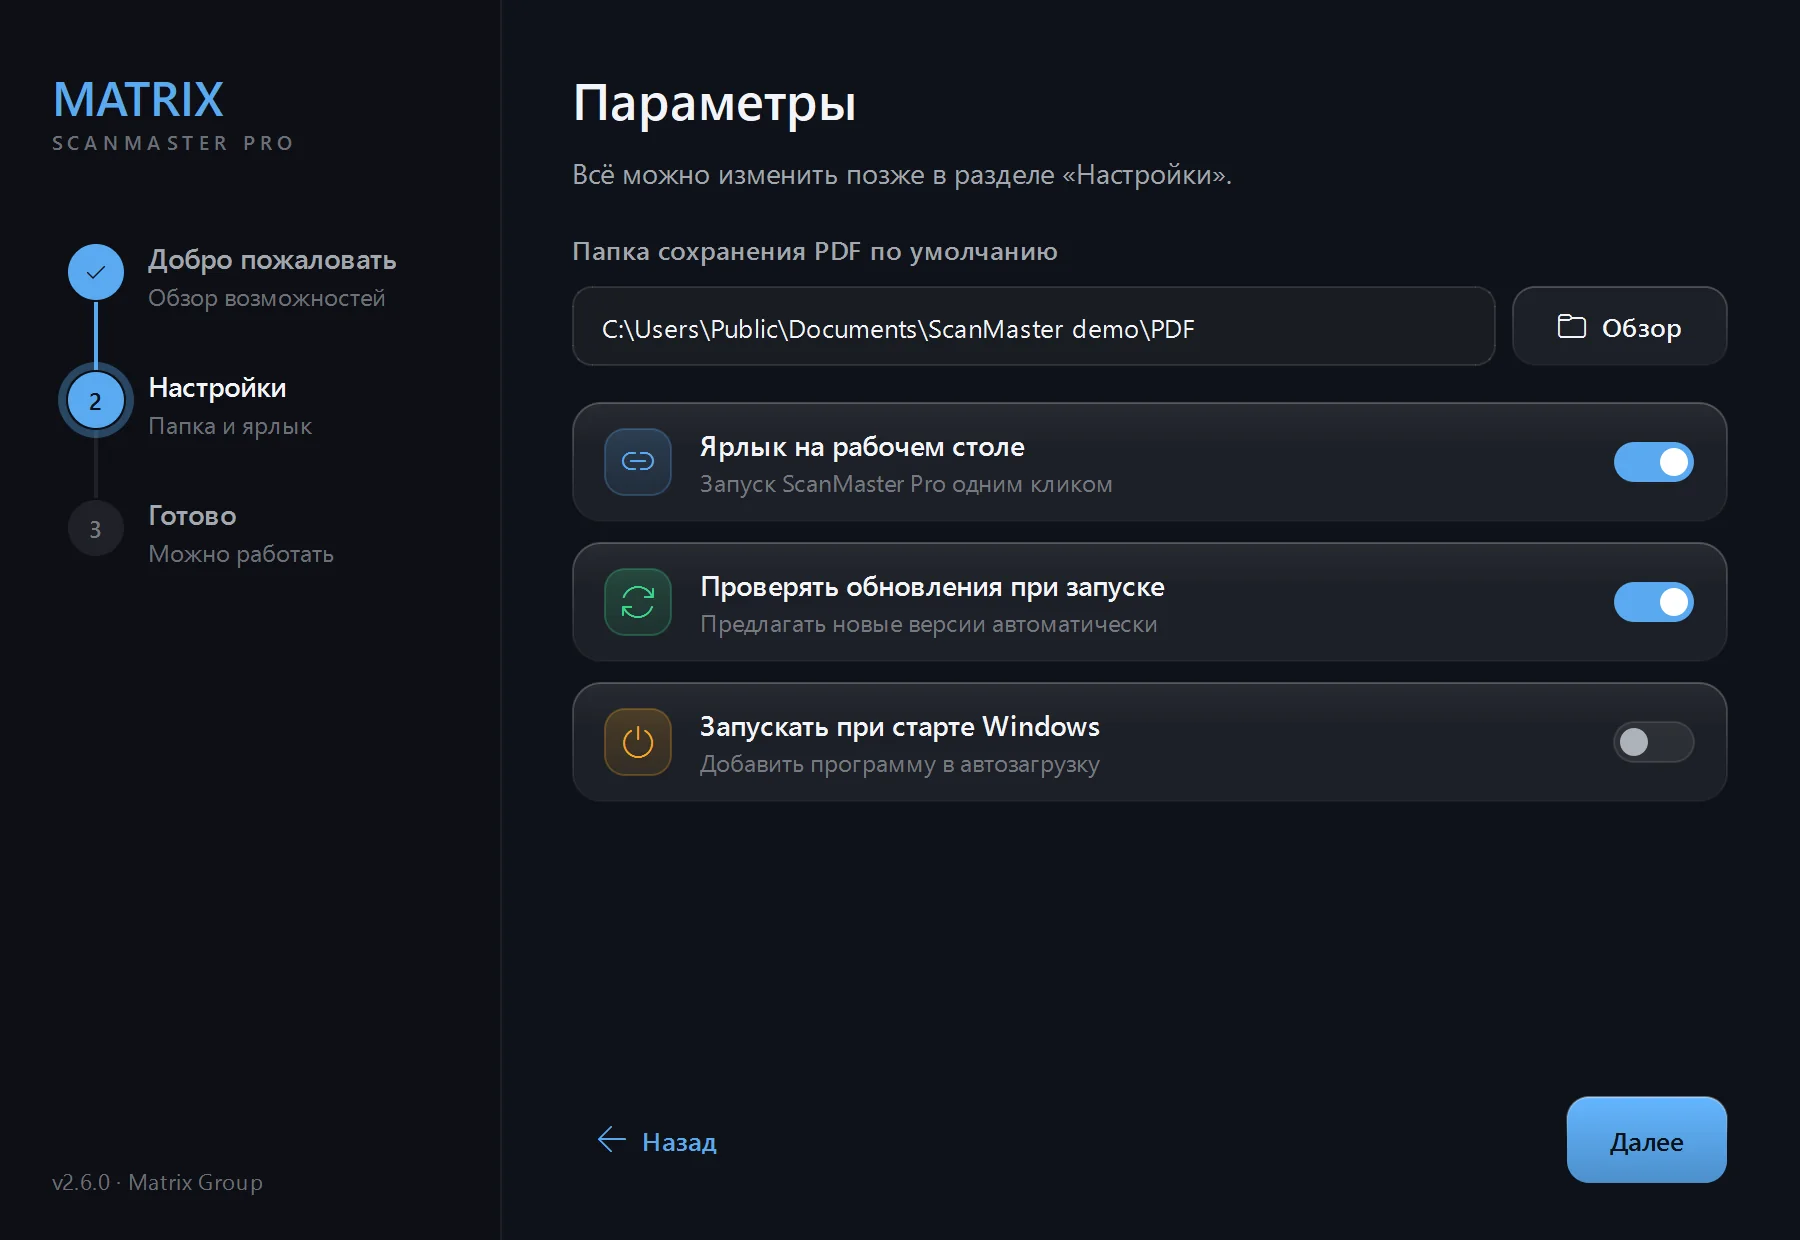 MATRIX
SCANMASTER PRO
Добро пожаловать
Обзор возможностей
2
Настройки
Папка и ярлык
3
Готово
Можно работать
v2.6.0 · Matrix Group
Параметры
Всё можно изменить позже в разделе «Настройки».
Папка сохранения PDF по умолчанию
C:\Users\Public\Documents\ScanMaster demo\PDF
Обзор
Ярлык на рабочем столе
Запуск ScanMaster Pro одним кликом
Проверять обновления при запуске
Предлагать новые версии автоматически
Запускать при старте Windows
Добавить программу в автозагрузку
Назад
Далее